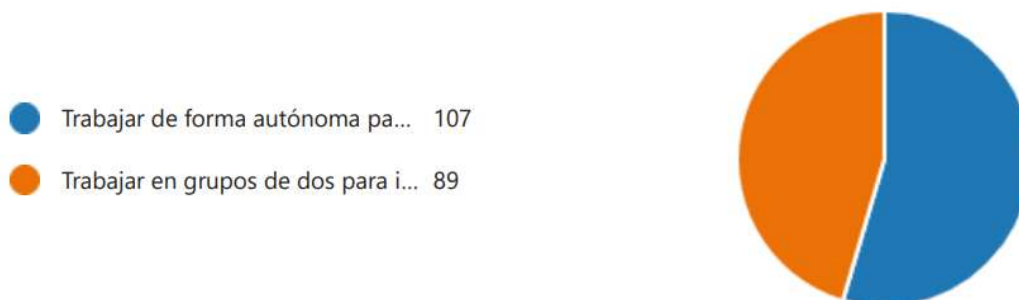 Trabajar de forma autónoma pa... 107
Trabajar en grupos de dos para i... 89